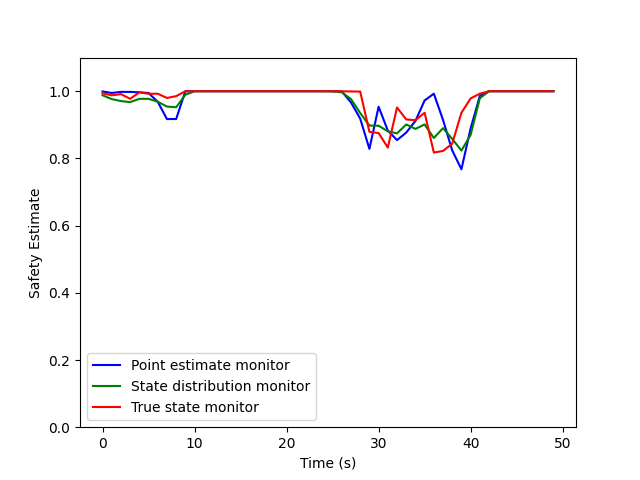 1.0
0.8
0.6
0.4
0.2
0.0
Safety Estimate
Point estimate monitor
State distribution monitor
True state monitor
0 10 20 30 40 50
Time (s)